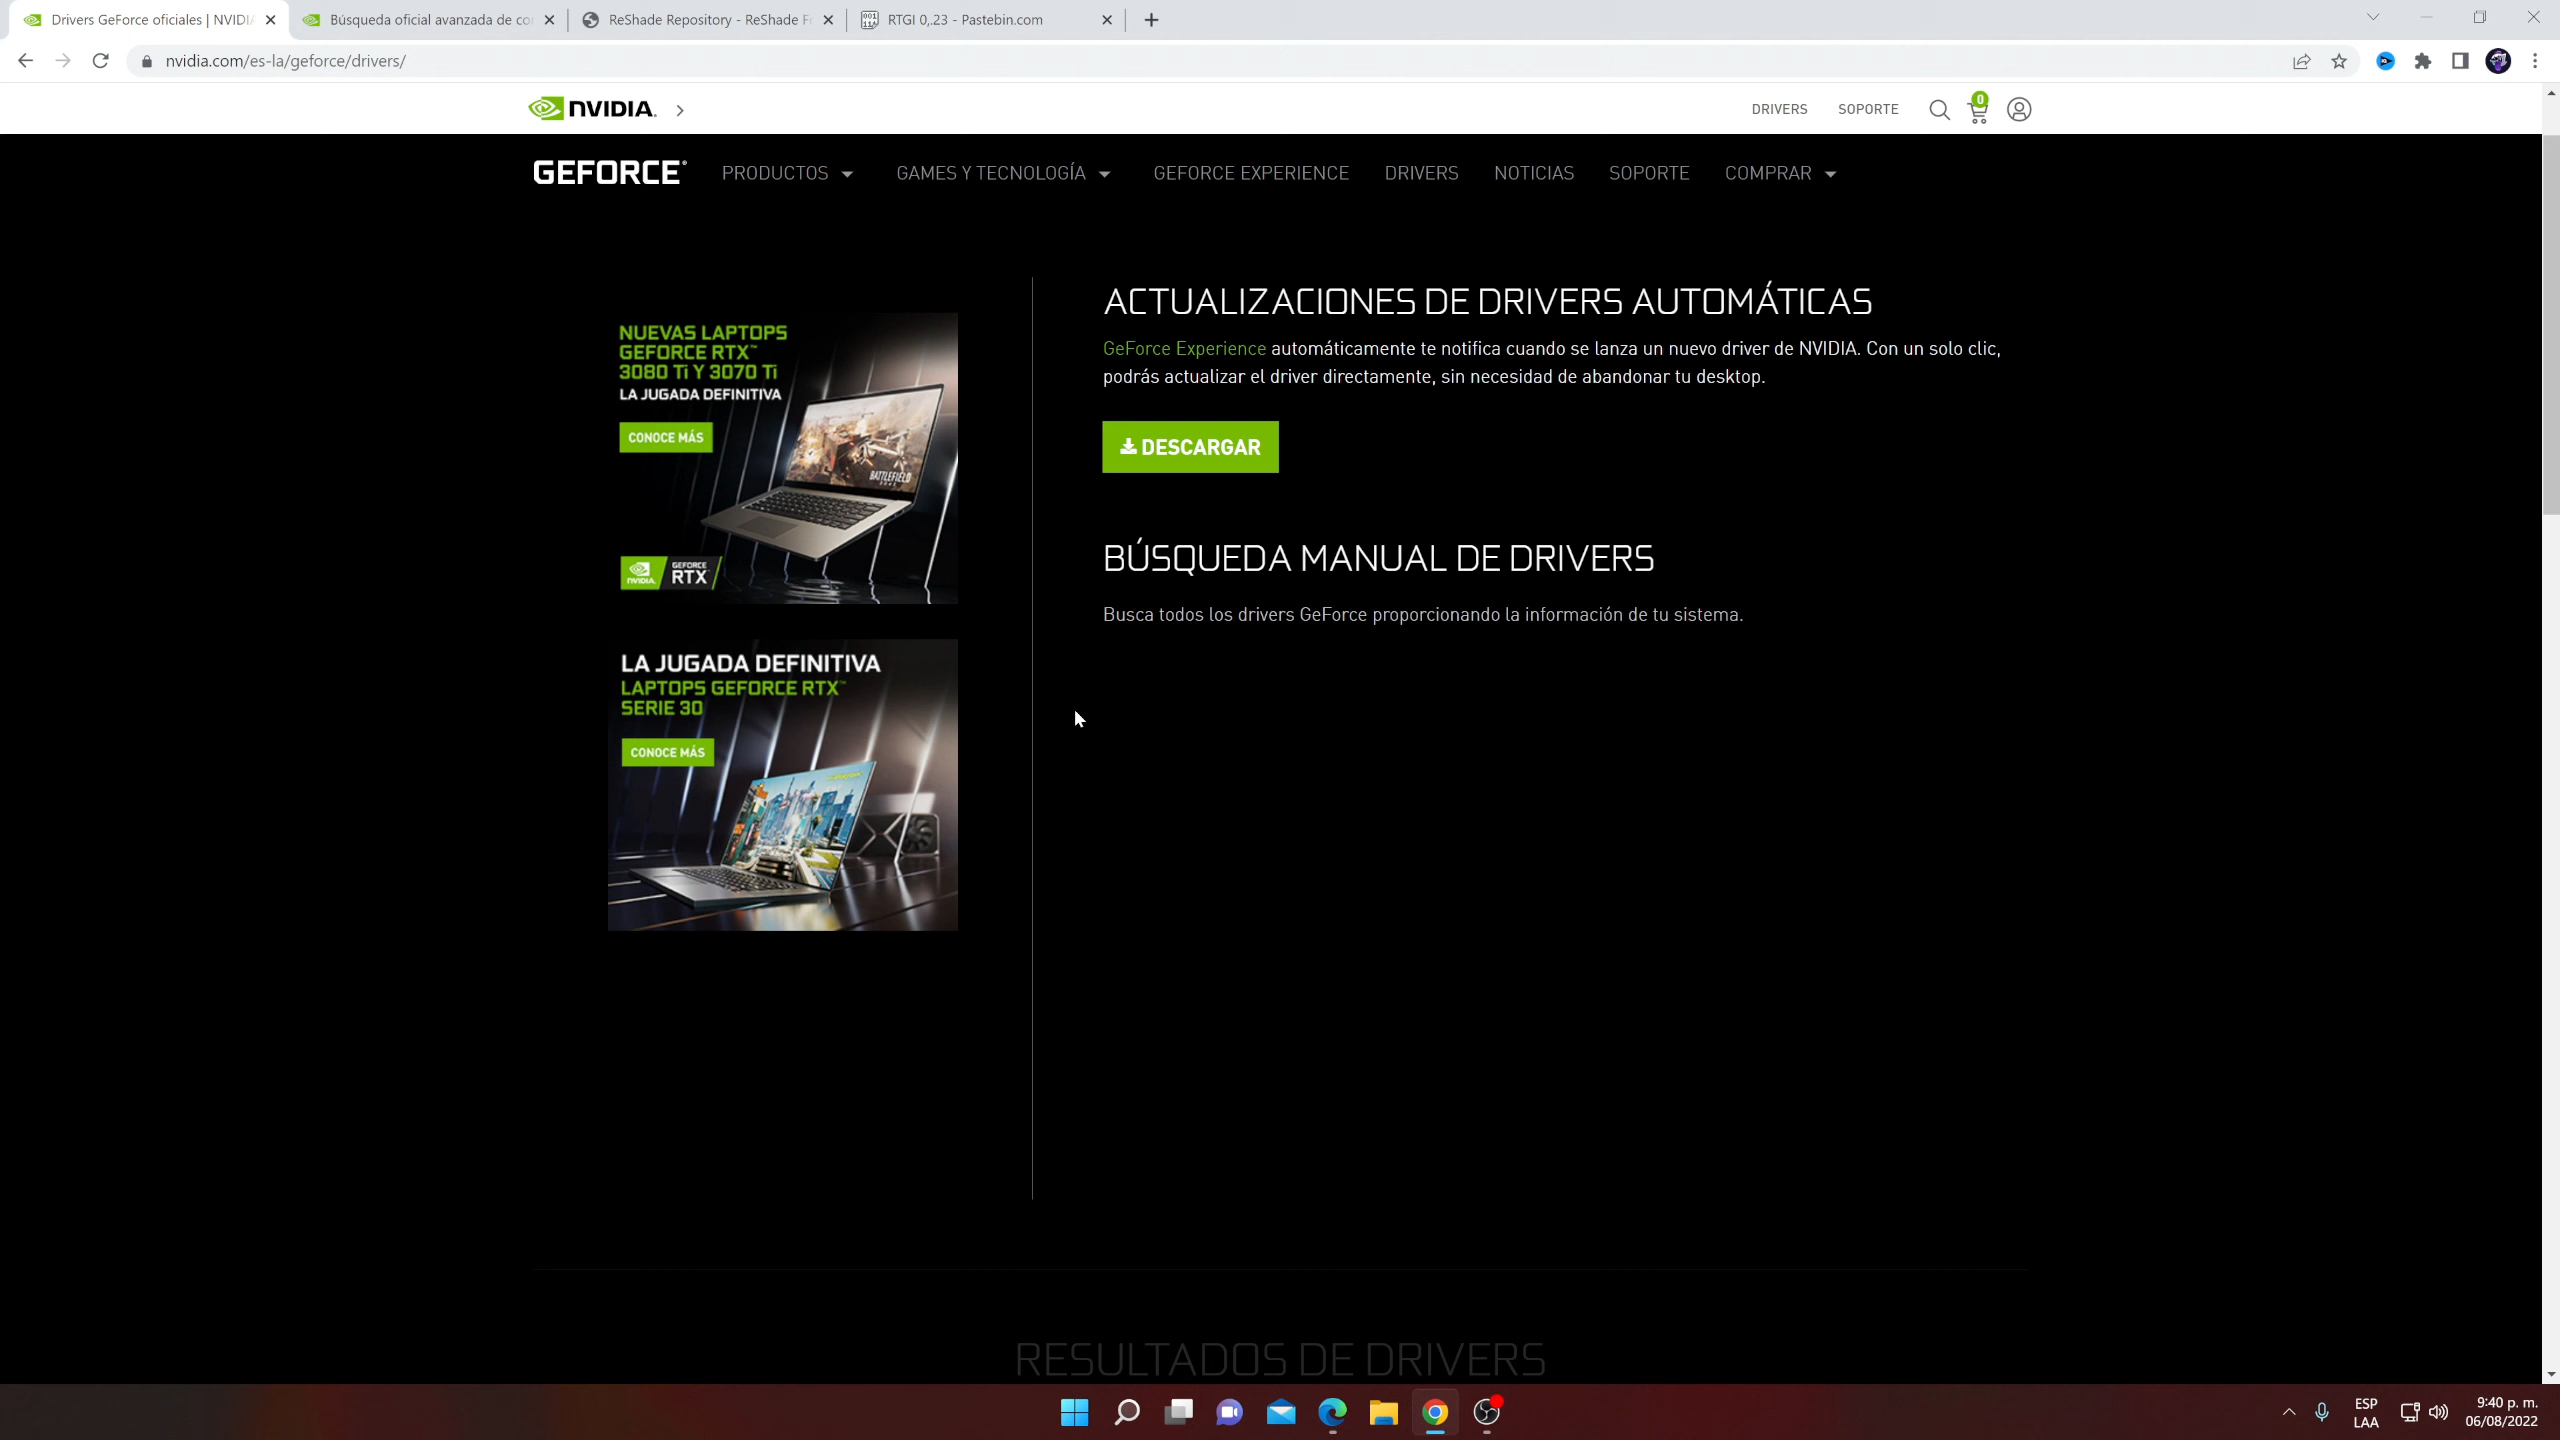 Drivers GeForce oficiales | NVIDIA
Búsqueda oficial avanzada de co
ReShade Repository - ReShade F
RTGI 0,.23 - Pastebin.com
nvidia.com/es-la/geforce/drivers/
NVIDIA.
DRIVERS
SOPORTE
0
GEFORCE
PRODUCTOS
GAMES Y TECNOLOGÍA
GEFORCE EXPERIENCE
DRIVERS
NOTICIAS
SOPORTE
COMPRAR
NUEVAS LAPTOPS
GEFORCE RTX™
3080 Ti Y 3070 Ti
LA JUGADA DEFINITIVA
CONOCE MÁS
BATTLEFIELD
NVIDIA.
GEFORCE
RTX
LA JUGADA DEFINITIVA
LAPTOPS GEFORCE RTX™
SERIE 30
CONOCE MÁS
ACTUALIZACIONES DE DRIVERS AUTOMÁTICAS
GeForce Experience automáticamente te notifica cuando se lanza un nuevo driver de NVIDIA. Con un solo clic,
podrás actualizar el driver directamente, sin necesidad de abandonar tu desktop.
DESCARGAR
BÚSQUEDA MANUAL DE DRIVERS
Busca todos los drivers GeForce proporcionando la información de tu sistema.
RESULTADOS DE DRIVERS
ESP
LAA
9:40 p. m.
06/08/2022